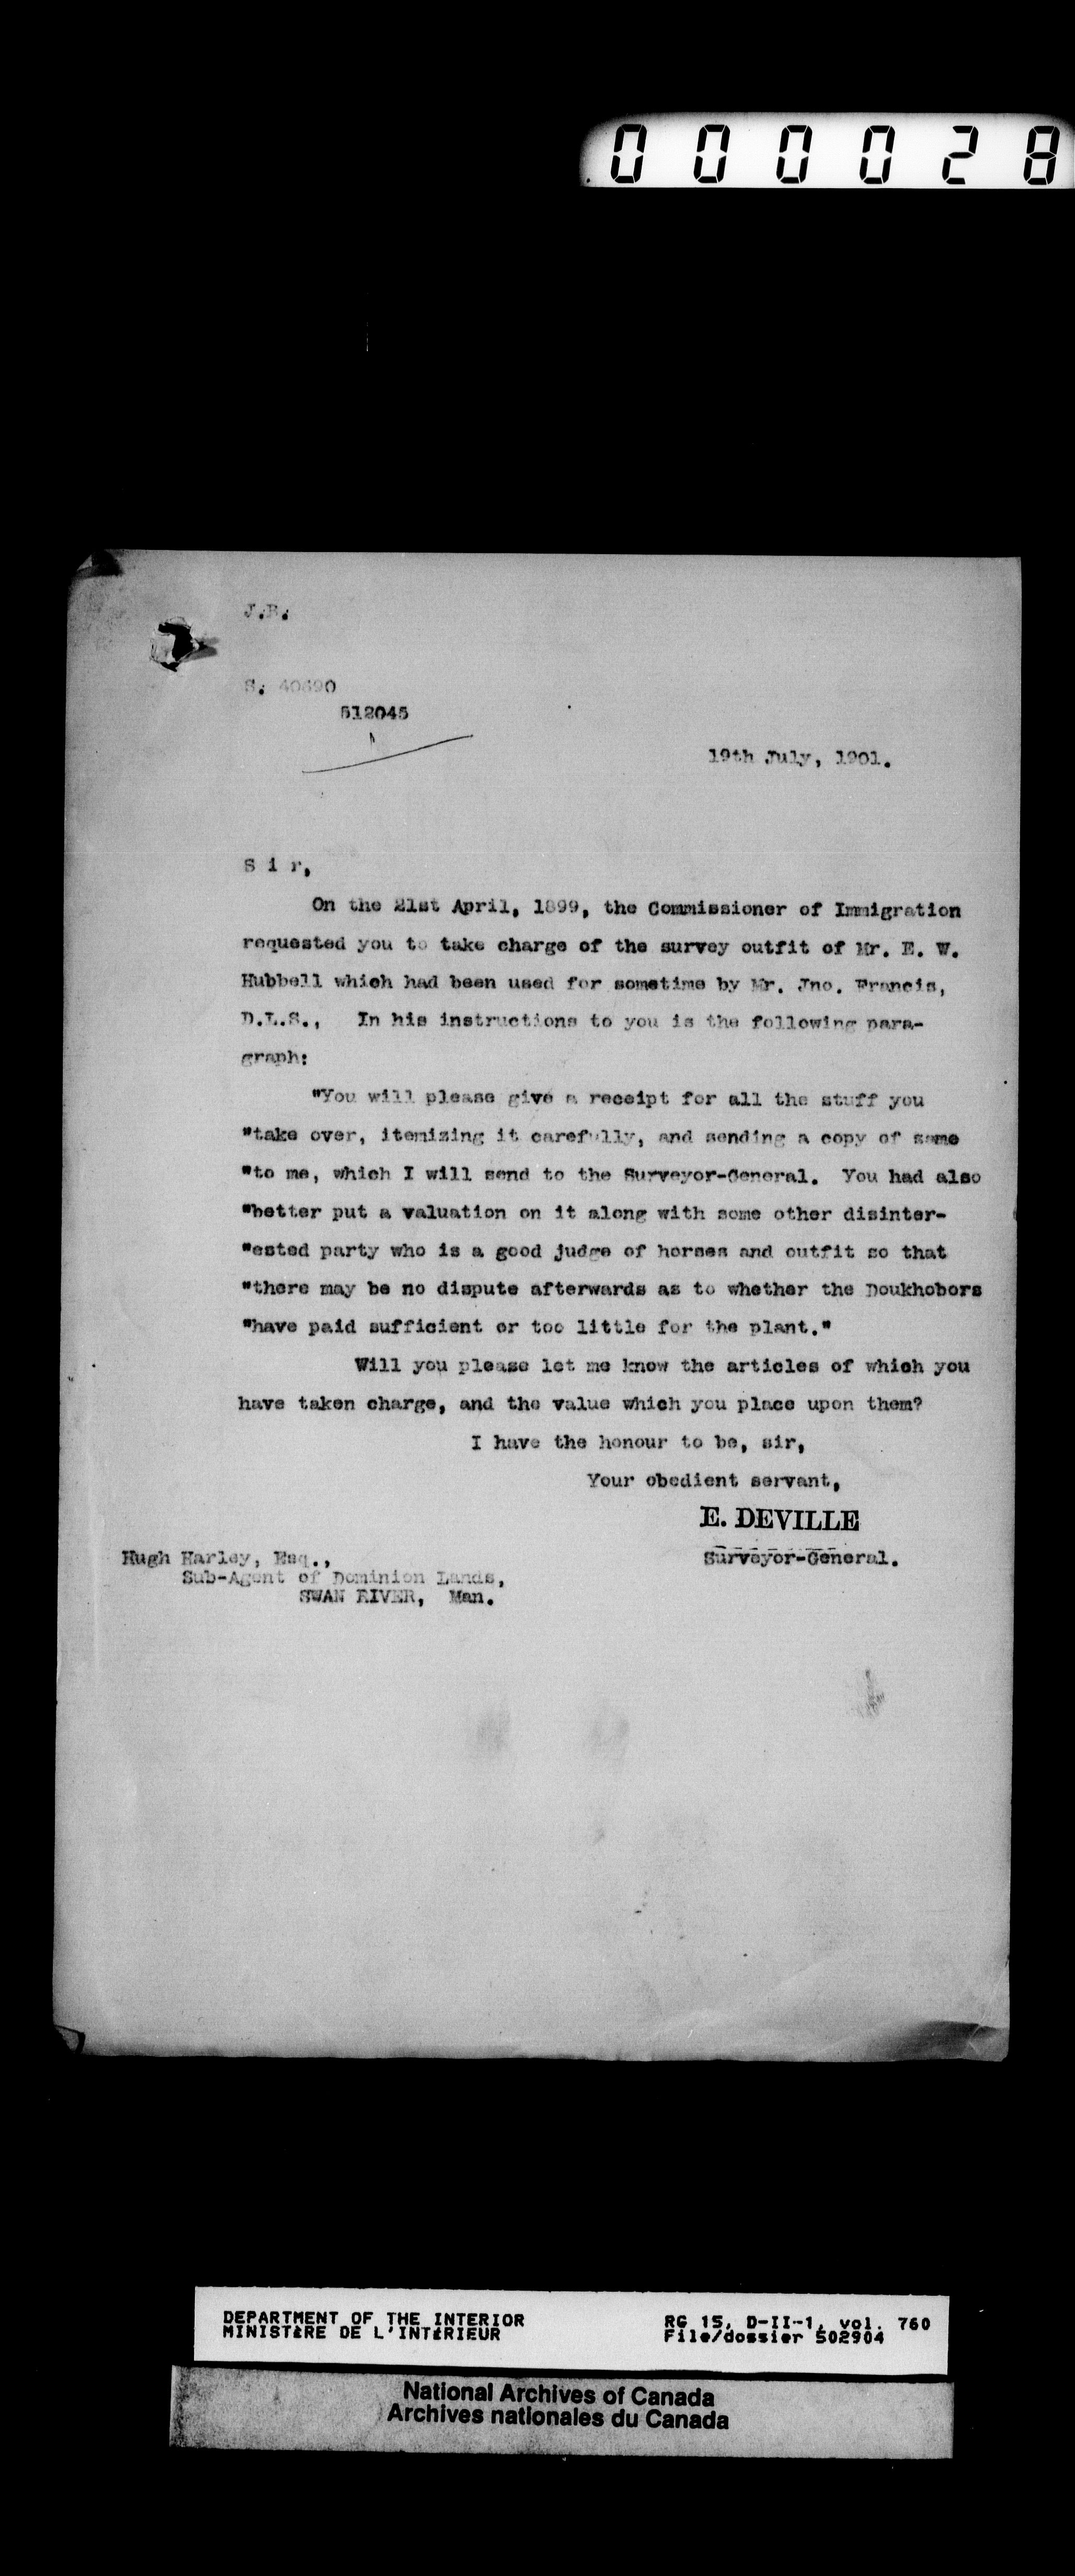 000028
J.R.
S. 40690
512045
19th July, 1901.
S i r,
On the 21st April, 1899, the Commissioner of Immigration
requested you to take charge of the survey outfit of Mr. E. W.
Hubbell which had been used for sometime by Mr. Jno. Francis,
D.L.S., In his instructions to you is the following para-
graph:
"You will please give a receipt for all the stuff you
"take over, itemizing it carefully, and sending a copy of same
"to me, which I will send to the Surveyor-General. You had also
"better put a valuation on it along with some other disinter-
"ested party who is a good judge of horses and outfit so that
"there may be no dispute afterwards as to whether the Doukhobors
"have paid sufficient or too little for the plant."
Will you please let me know the articles of which you
have taken charge, and the value which you place upon them?
I have the honour to be, sir,
Your obedient servant,
E. DEVILLE
Surveyor-General.
Hugh Harley, Esq.,
Sub-Agent of Dominion Lands,
SWAN RIVER, Man.
DEPARTMENT OF THE INTERIOR
MINISTÈRE DE L'INTÉRIEUR
RG 15, D-II-1, vol. 760
File/dossier 502904
National Archives of Canada
Archives nationales du Canada